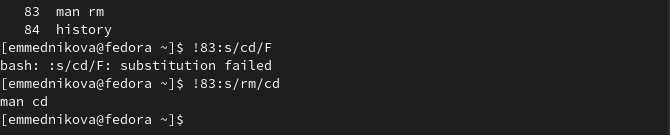 83 man rm
84 history
[emmednikova@fedora ~]$ !83:s/cd/F
bash: :s/cd/F: substitution failed
[emmednikova@fedora ~]$ !83:s/rm/cd
man cd
[emmednikova@fedora ~]$